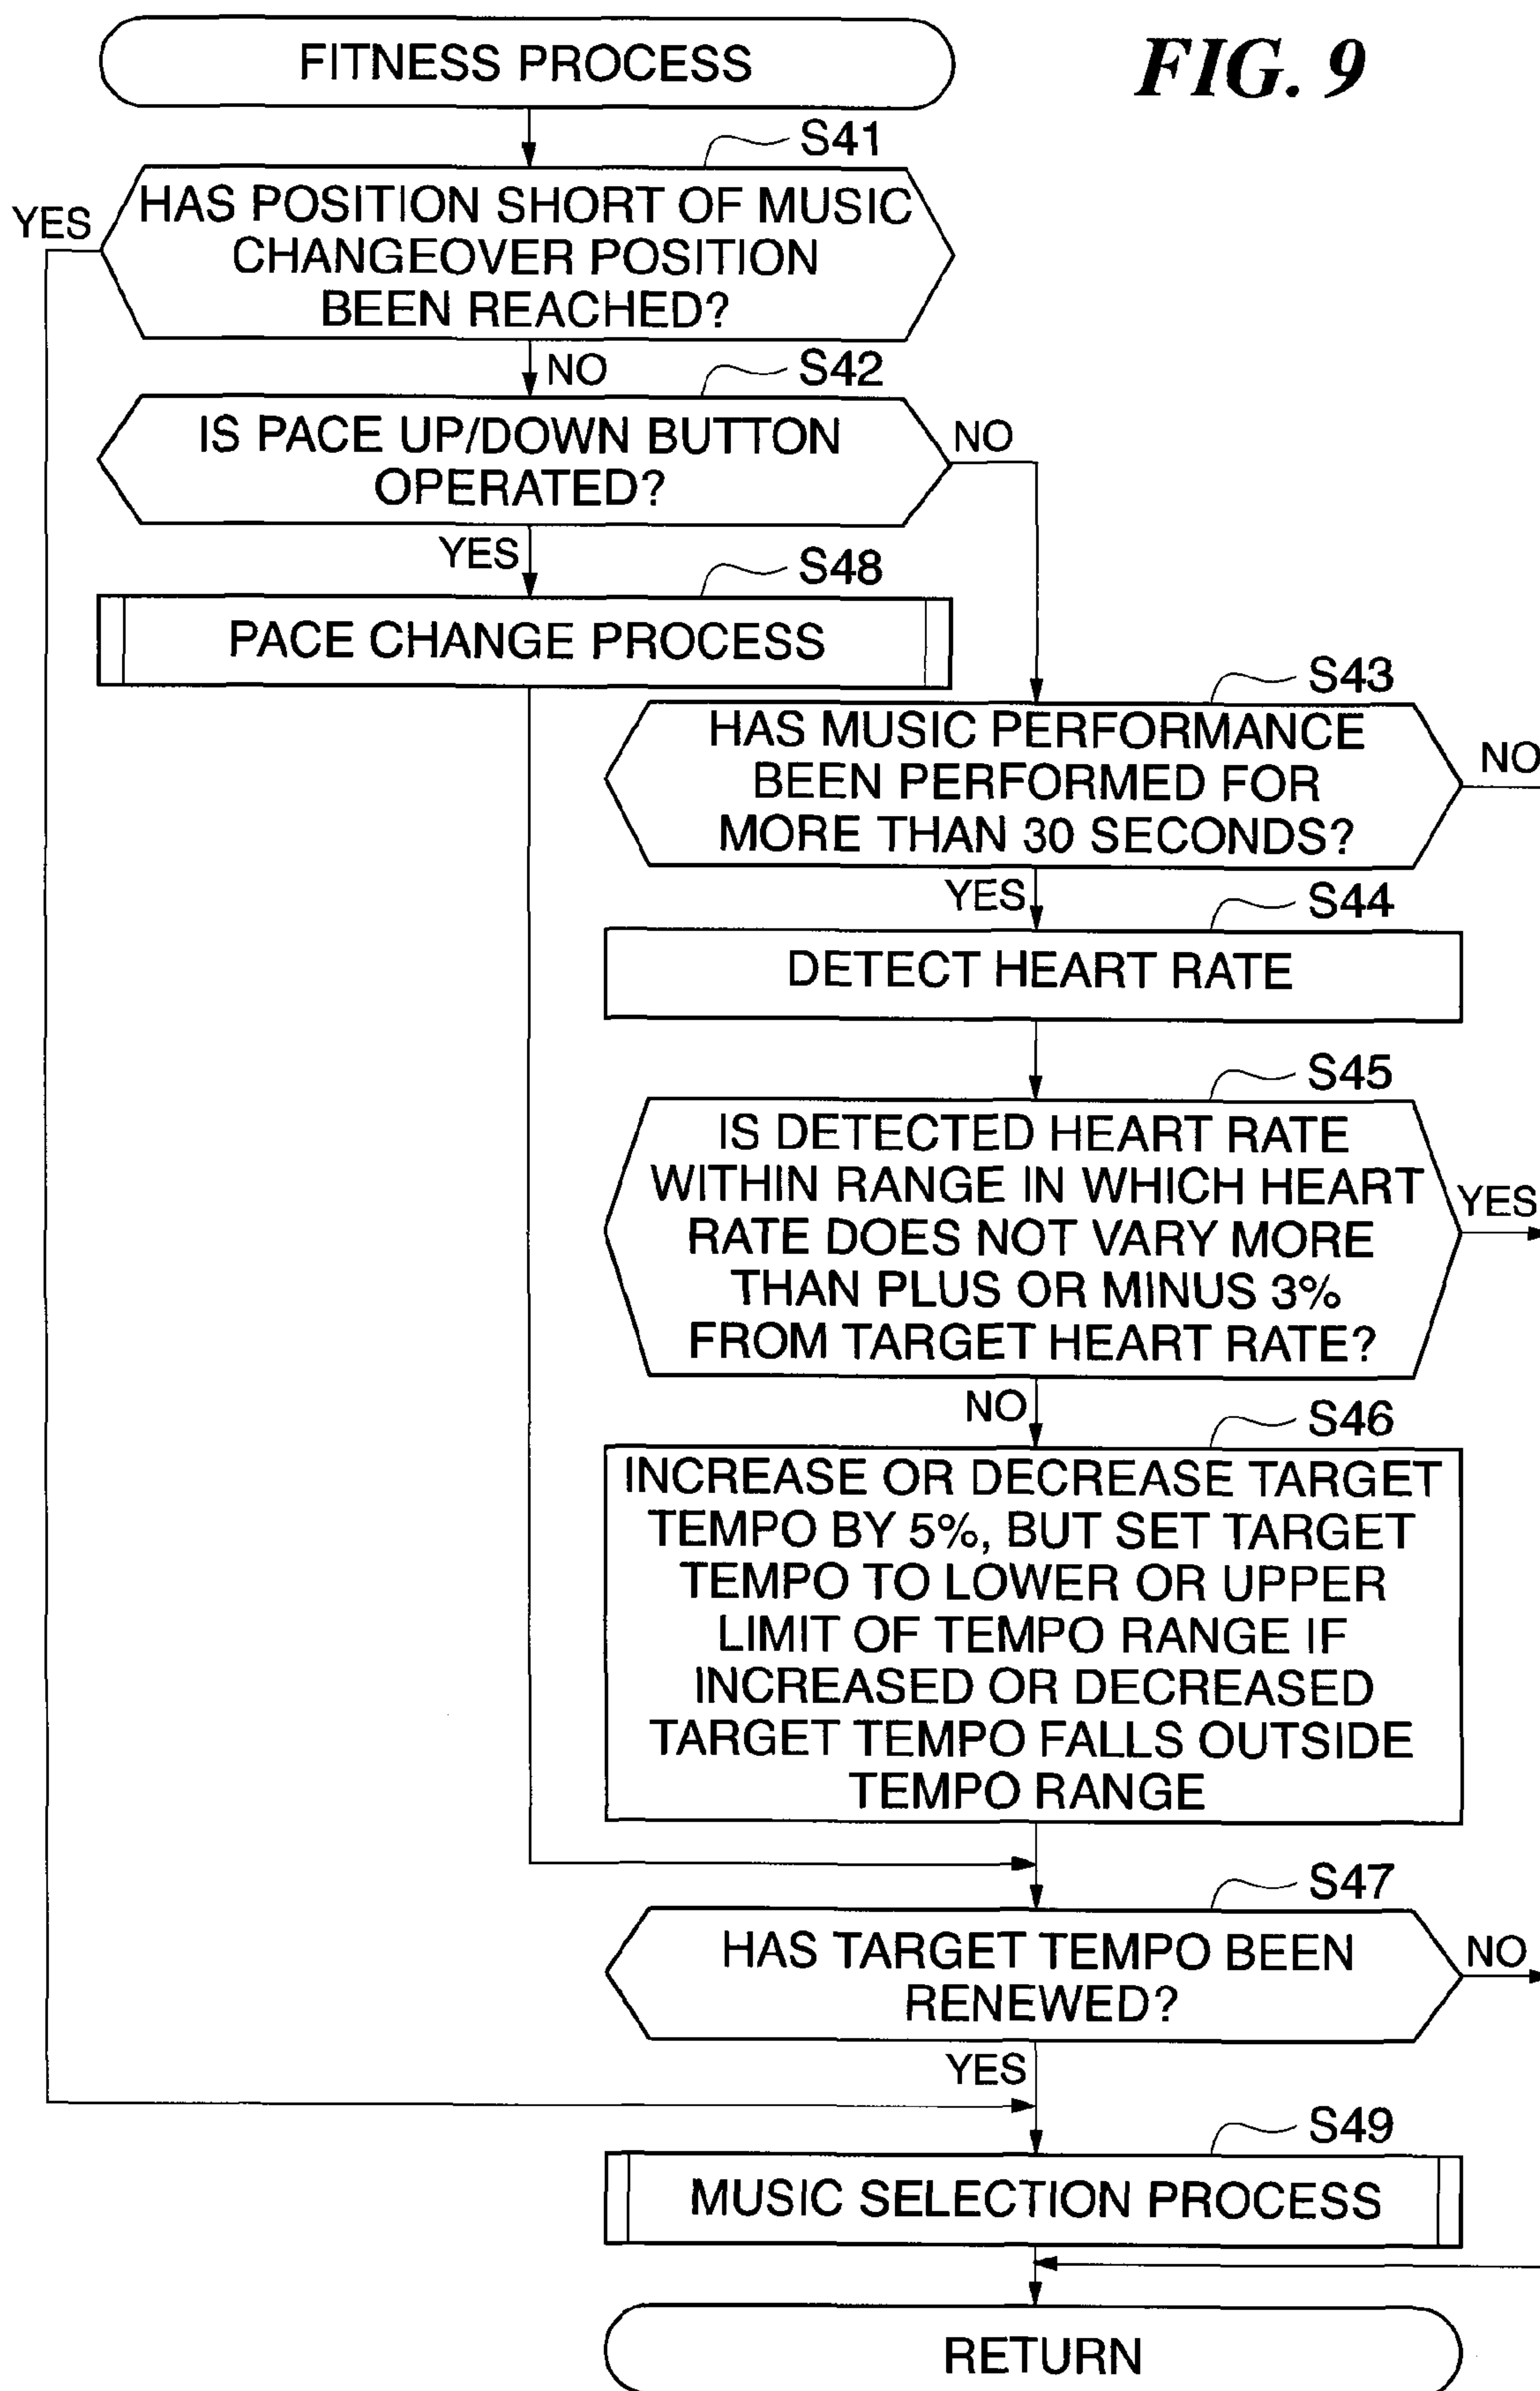 FITNESS PROCESS
FIG. 9
S41
HAS POSITION SHORT OF MUSIC
CHANGEOVER POSITION
BEEN REACHED?
YES
NO
S42
IS PACE UP/DOWN BUTTON
OPERATED?
NO
YES
S48
PACE CHANGE PROCESS
S43
HAS MUSIC PERFORMANCE
BEEN PERFORMED FOR
MORE THAN 30 SECONDS?
NO
YES
S44
DETECT HEART RATE
S45
IS DETECTED HEART RATE
WITHIN RANGE IN WHICH HEART
RATE DOES NOT VARY MORE
THAN PLUS OR MINUS 3%
FROM TARGET HEART RATE?
YES
NO
S46
INCREASE OR DECREASE TARGET
TEMPO BY 5%, BUT SET TARGET
TEMPO TO LOWER OR UPPER
LIMIT OF TEMPO RANGE IF
INCREASED OR DECREASED
TARGET TEMPO FALLS OUTSIDE
TEMPO RANGE
S47
HAS TARGET TEMPO BEEN
RENEWED?
NO
YES
S49
MUSIC SELECTION PROCESS
RETURN